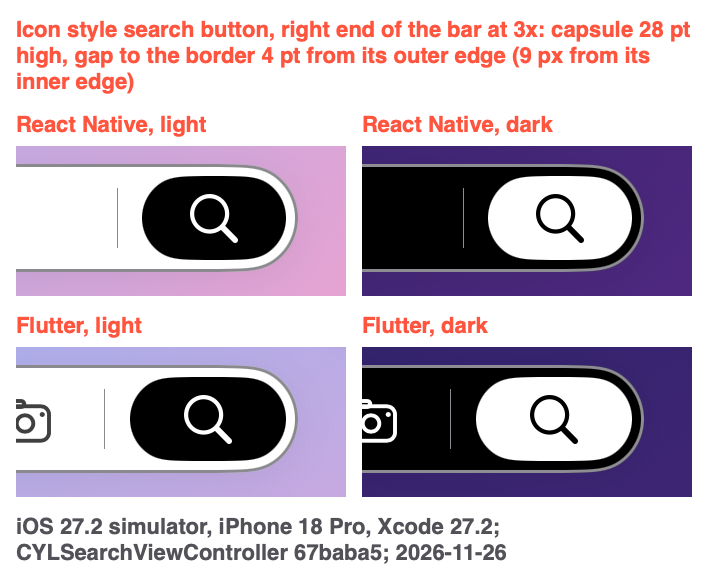 Icon style search button, right end of the bar at 3x: capsule 28 pt
high, gap to the border 4 pt from its outer edge (9 px from its
inner edge)
React Native, light
React Native, dark
Flutter, light
Flutter, dark
iOS 27.2 simulator, iPhone 18 Pro, Xcode 27.2;
CYLSearchViewController 67baba5; 2026-11-26